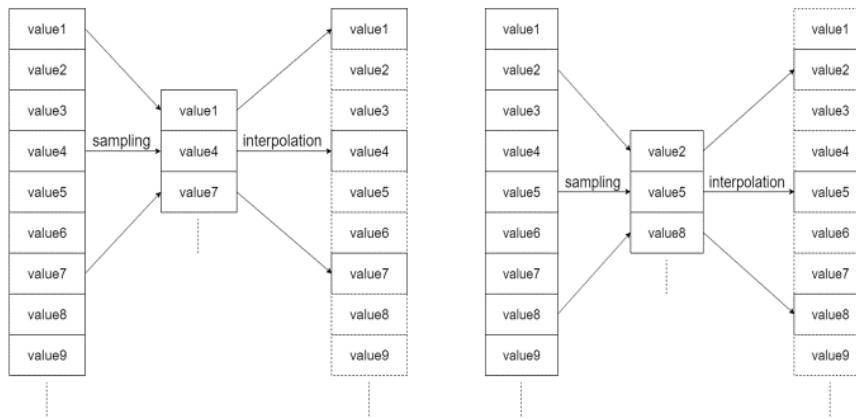 value1
value2
value3
value4
value5
value6
value7
value8
value9
sampling
value1
value4
value7
interpolation
value1
value2
value3
value4
value5
value6
value7
value8
value9
value1
value2
value3
value4
value5
value6
value7
value8
value9
sampling
value2
value5
value8
interpolation
value1
value2
value3
value4
value5
value6
value7
value8
value9